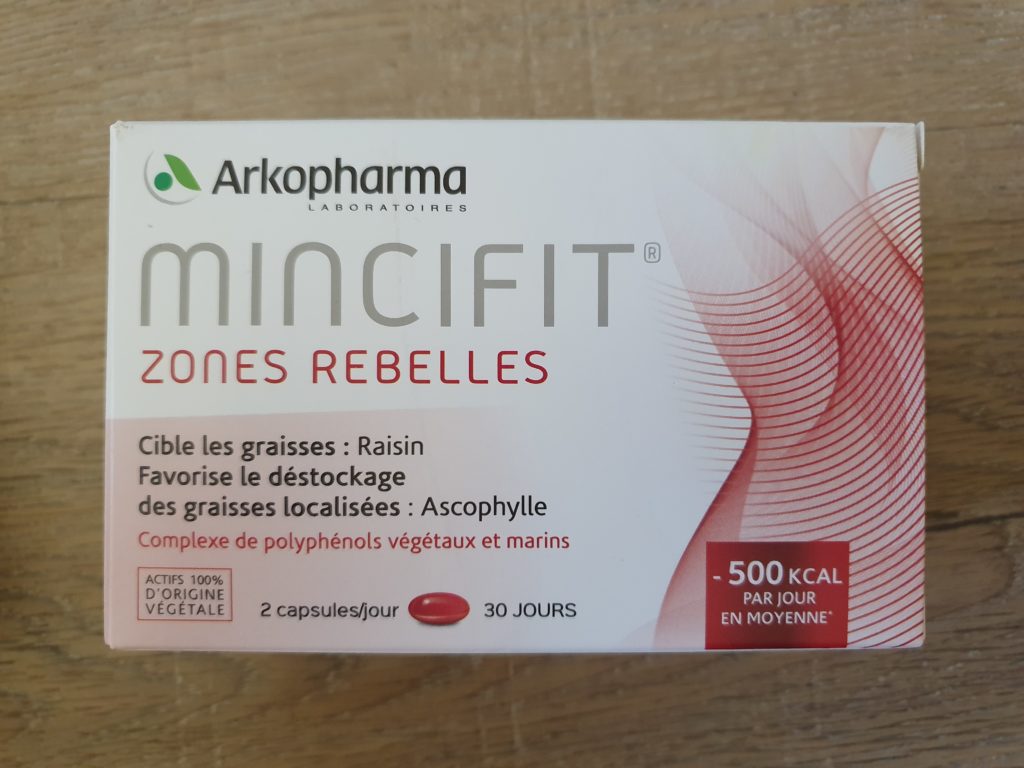 Arkopharma
LABORATOIRES
MINCIFIT®
ZONES REBELLES
Cible les graisses : Raisin
Favorise le déstockage
des graisses localisées : Ascophylle
Complexe de polyphénols végétaux et marins
ACTIFS 100%
D'ORIGINE
VÉGÉTALE
2 capsules/jour 30 JOURS
- 500 KCAL
PAR JOUR
EN MOYENNE*